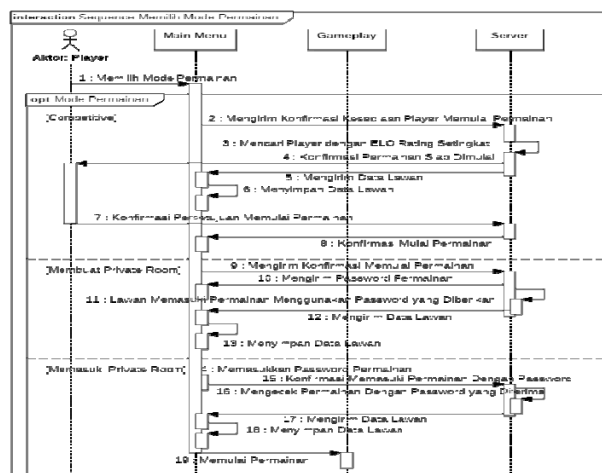 interaction Sequence Memilih Mode Permainan
Main Menu
Gameplay
Server
Aktor: Player
1 : Memilih Mode Permainan
opt Mode Permainan
[Competitive]
2 : Mengirim Konfirmasi Kesediaan Player Memulai Permainan
3 : Mencari Player dengan ELO Rating Setingkat
4 : Konfirmasi Permainan Siap Dimulai
5 : Mengirim Data Lawan
6 : Menyimpan Data Lawan
7 : Konfirmasi Persetujuan Memulai Permainan
8 : Konfirmasi Mulai Permainan
[Membuat Private Room]
9 : Mengirim Konfirmasi Memulai Permainan
10 : Mengirim Password Permainan
11 : Lawan Memasuki Permainan Menggunakan Password yang Diberikan
12 : Mengirim Data Lawan
13 : Menyimpan Data Lawan
[Memasuki Private Room]
: Memasukkan Password Permainan
15 : Konfirmasi Memasuki Permainan Dengan Password
16 : Mengecek Permainan Dengan Password yang Diterima
17 : Mengirim Data Lawan
18 : Menyimpan Data Lawan
19 : Memulai Permainan